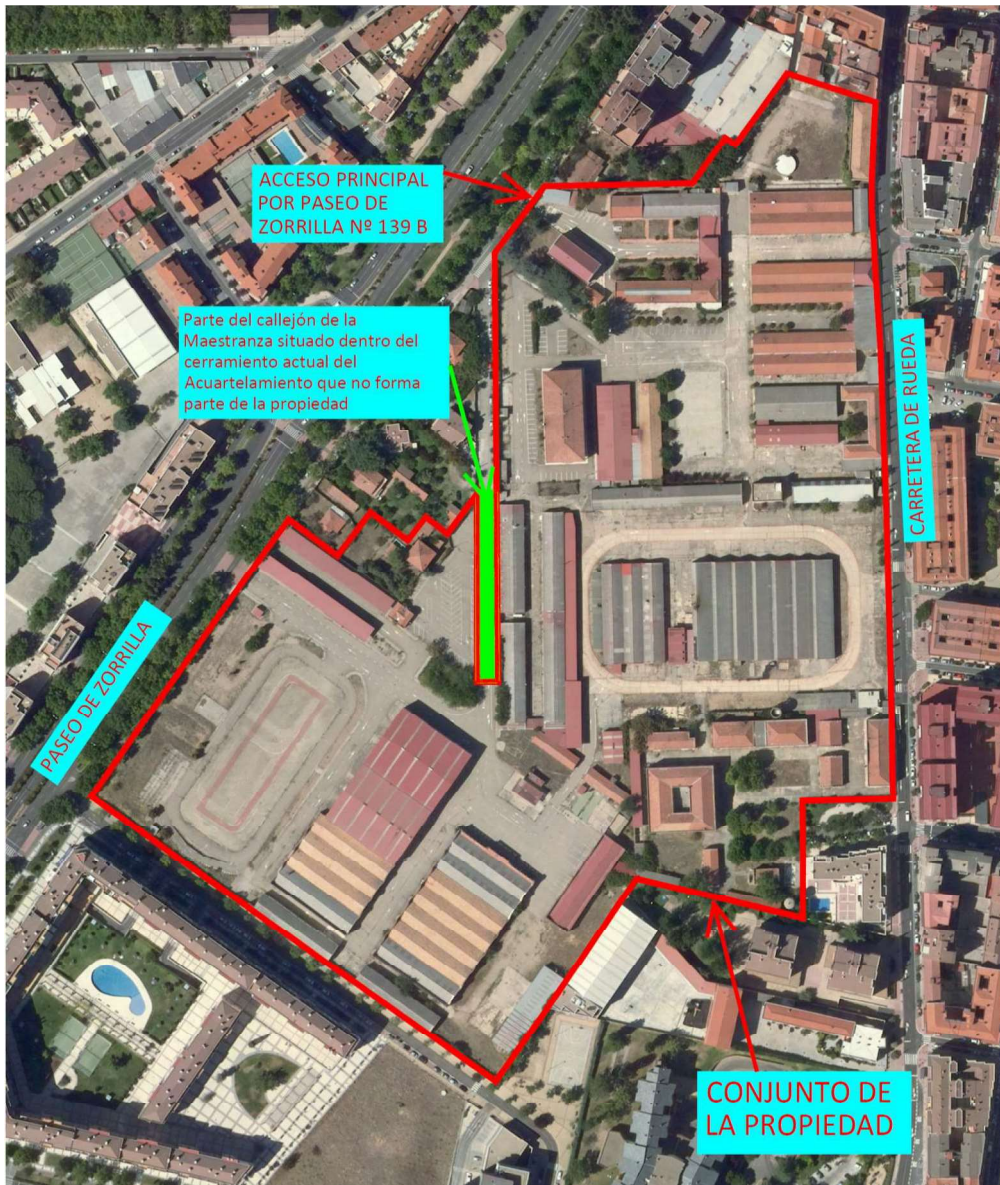 ACCESO PRINCIPAL
POR PASEO DE
ZORRILLA Nº 139 B
Parte del callejón de la
Maestranza situado dentro del
cerramiento actual del
Acuartelamiento que no forma
parte de la propiedad
CARRETERA DE RUEDA
PASEO DE ZORRILLA
CONJUNTO DE
LA PROPIEDAD